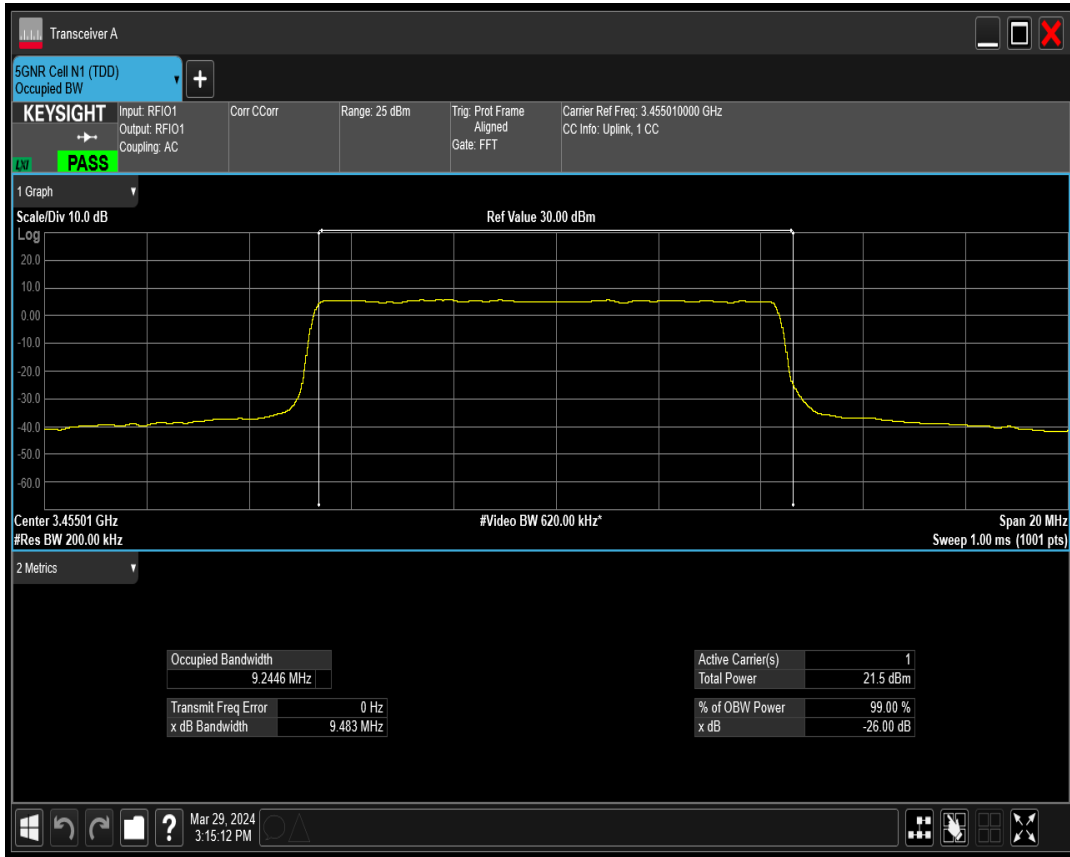 Transceiver A
5GNR Cell N1 (TDD)
Occupied BW
+
KEYSIGHT
LXI
PASS
Input: RFIO1
Output: RFIO1
Coupling: AC
Corr CCorr
Range: 25 dBm
Trig: Prot Frame
Aligned
Gate: FFT
Carrier Ref Freq: 3.455010000 GHz
CC Info: Uplink, 1 CC
1 Graph
Scale/Div 10.0 dB
Ref Value 30.00 dBm
Log
20.0
10.0
0.00
-10.0
-20.0
-30.0
-40.0
-50.0
-60.0
Center 3.45501 GHz
#Video BW 620.00 kHz*
Span 20 MHz
#Res BW 200.00 kHz
Sweep 1.00 ms (1001 pts)
2 Metrics
Occupied Bandwidth
9.2446 MHz
Transmit Freq Error 0 Hz
x dB Bandwidth 9.483 MHz
Active Carrier(s) 1
Total Power 21.5 dBm
% of OBW Power 99.00 %
x dB -26.00 dB
?
Mar 29, 2024
3:15:12 PM